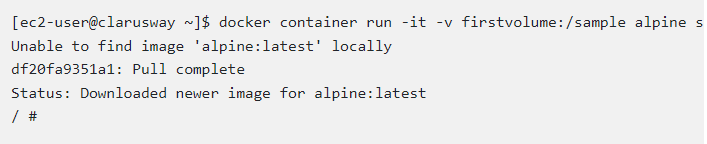 [ec2-user@clarusway ~]$ docker container run -it -v firstvolume:/sample alpine s
Unable to find image 'alpine:latest' locally
df20fa9351a1: Pull complete
Status: Downloaded newer image for alpine:latest
/ #